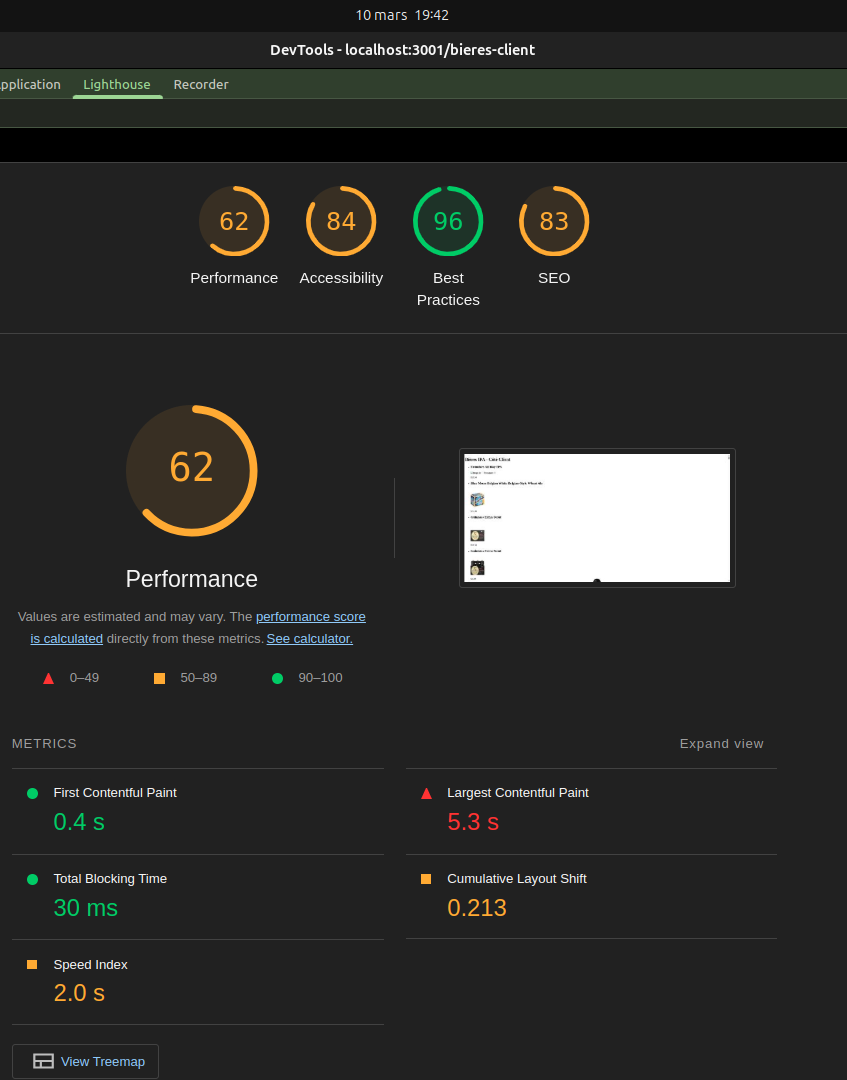 10 mars 19:42
DevTools - localhost:3001/bieres-client
pplication Lighthouse Recorder
62 84 96 83
Performance Accessibility Best Practices SEO
62
Performance
Values are estimated and may vary. The performance score
is calculated directly from these metrics. See calculator.
0–49 50–89 90–100
METRICS
Expand view
First Contentful Paint
0.4 s
Largest Contentful Paint
5.3 s
Total Blocking Time
30 ms
Cumulative Layout Shift
0.213
Speed Index
2.0 s
View Treemap